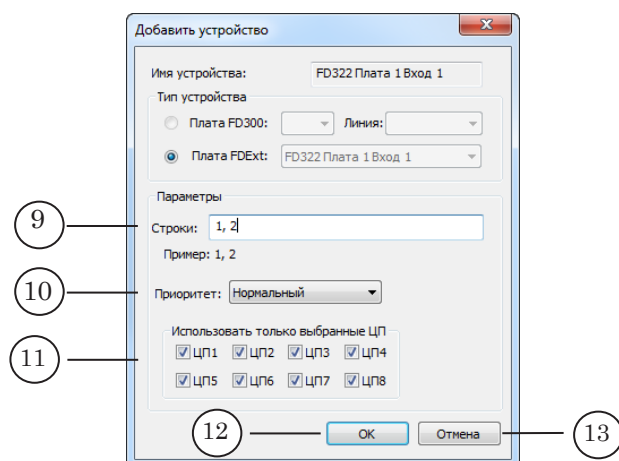 Добавить устройство
Имя устройства: FD322 Плата 1 Вход 1
Тип устройства
Плата FD300: Линия:
Плата FDExt: FD322 Плата 1 Вход 1
Параметры
9 Строки: 1, 2
Пример: 1, 2
10 Приоритет: Нормальный
Использовать только выбранные ЦП
11 ЦП1 ЦП2 ЦП3 ЦП4
ЦП5 ЦП6 ЦП7 ЦП8
12 OK Отмена 13